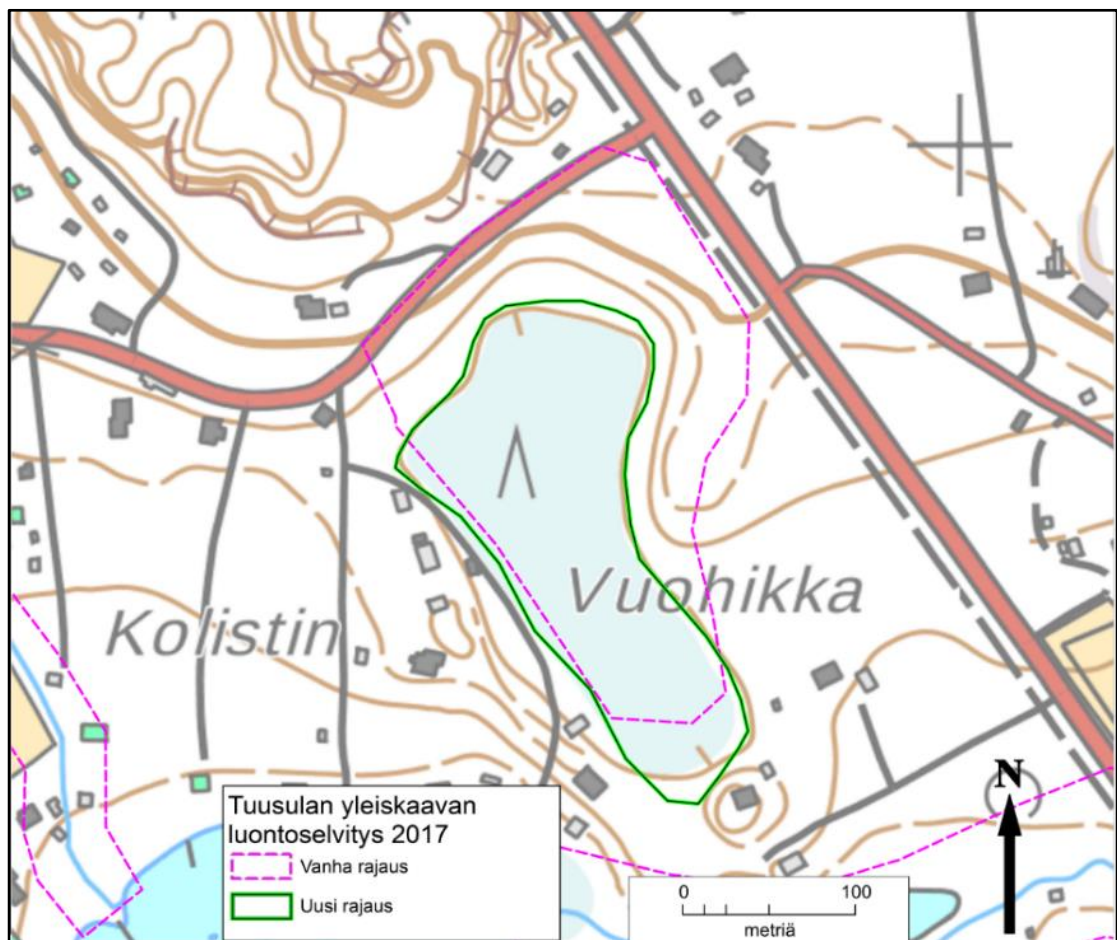 Vuohikka
Kolistin
Tuusulan yleiskaavan
luontoselvitys 2017
Vanha rajaus
Uusi rajaus
0 100
metriä
N